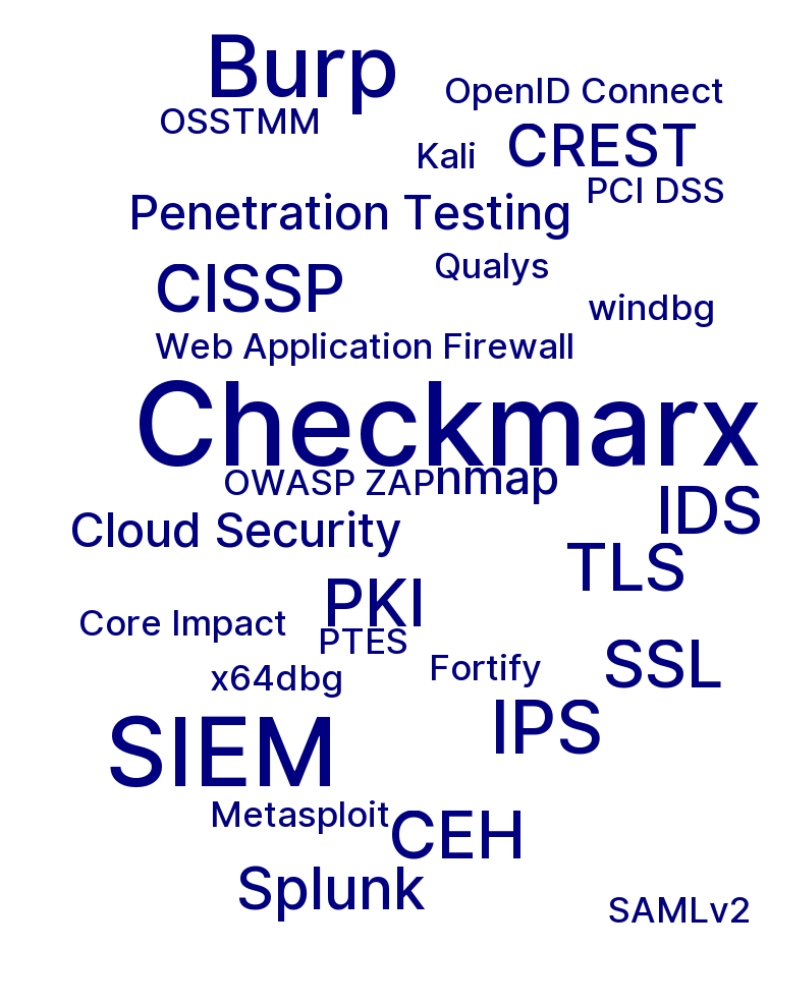 Burp
OpenID Connect
OSSTMM
CREST
Kali
PCI DSS
Penetration Testing
Qualys
CISSP
windbg
Web Application Firewall
Checkmarx
OWASP ZAP
nmap
IDS
Cloud Security
TLS
PKI
Core Impact
PTES
SSL
Fortify
x64dbg
IPS
SIEM
Metasploit
CEH
Splunk
SAMLv2